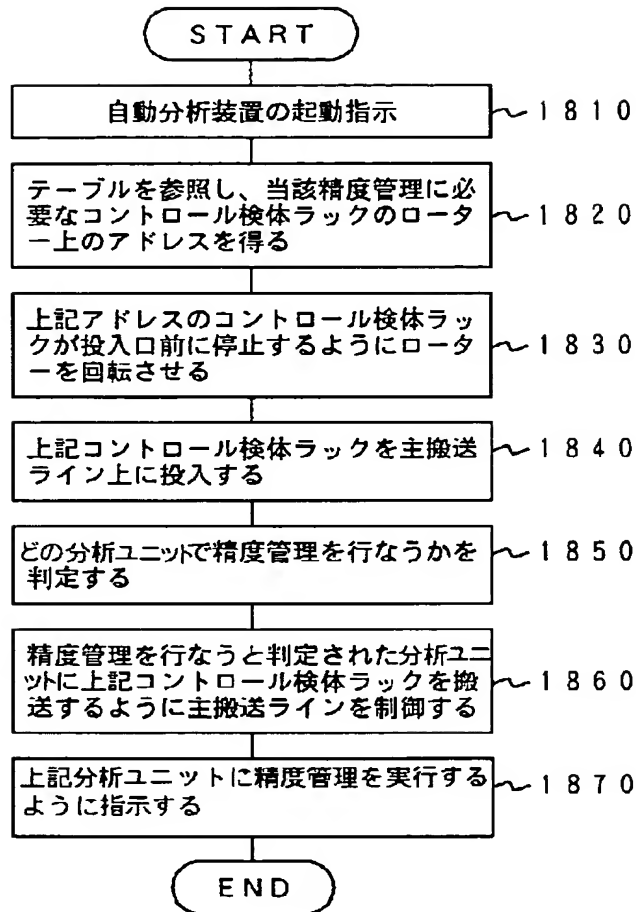 START
自動分析装置の起動指示
1810
テーブルを参照し、当該精度管理に必
要なコントロール検体ラックのロータ
ー上のアドレスを得る
1820
上記アドレスのコントロール検体ラッ
クが投入口前に停止するようにロータ
ーを回転させる
1830
上記コントロール検体ラックを主搬送
ライン上に投入する
1840
どの分析ユニットで精度管理を行なうかを
判定する
1850
精度管理を行なうと判定された分析ユニ
ットに上記コントロール検体ラックを搬
送するように主搬送ラインを制御する
1860
上記分析ユニットに精度管理を実行する
ように指示する
1870
END